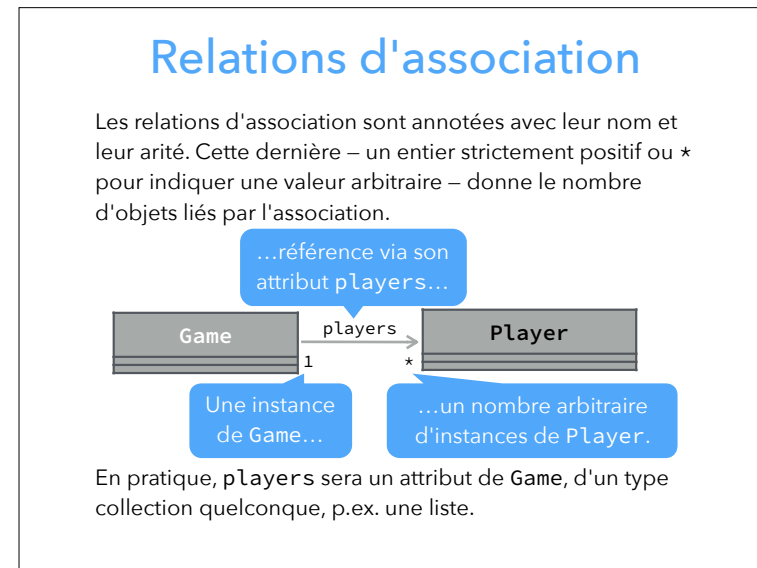 Relations d'association
Les relations d'association sont annotées avec leur nom et
leur arité. Cette dernière — un entier strictement positif ou *
pour indiquer une valeur arbitraire — donne le nombre
d'objets liés par l'association.
…référence via son
attribut players…
Game
players
Player
1
*
Une instance
de Game…
…un nombre arbitraire
d'instances de Player.
En pratique, players sera un attribut de Game, d'un type
collection quelconque, p.ex. une liste.